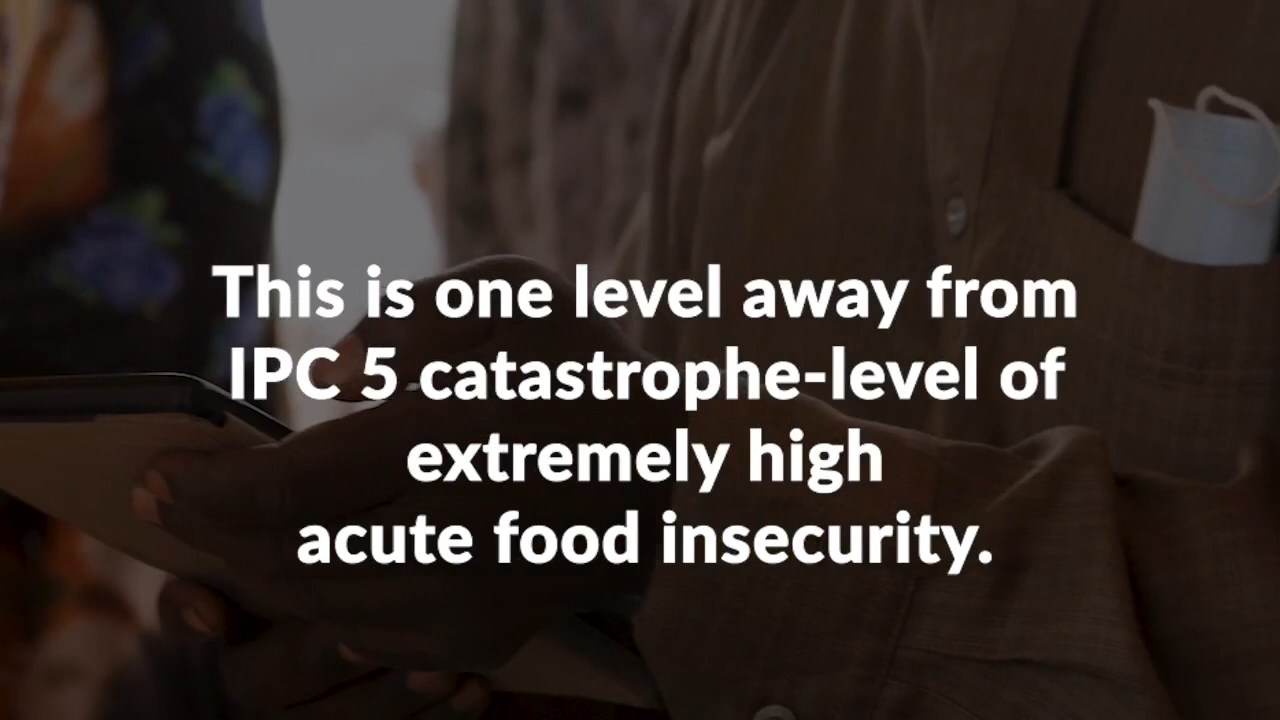 This is one level away from
IPC 5 catastrophe-level of
extremely high
acute food insecurity.